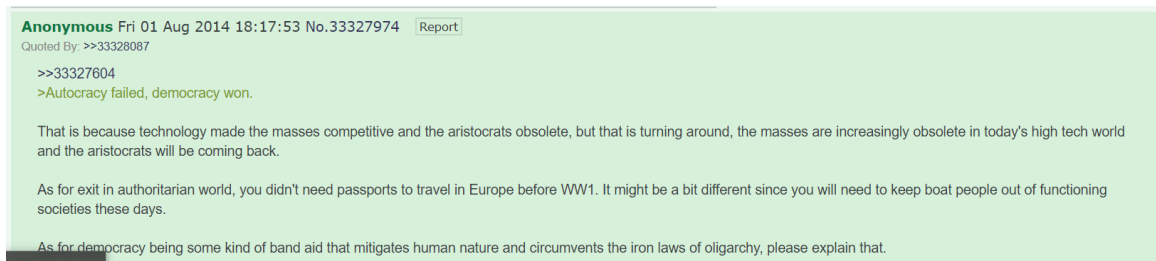 Anonymous Fri 01 Aug 2014 18:17:53 No.33327974 Report
Quoted By: >>33328087
>>33327604
>Autocracy failed, democracy won.
That is because technology made the masses competitive and the aristocrats obsolete, but that is turning around, the masses are increasingly obsolete in today's high tech world
and the aristocrats will be coming back.
As for exit in authoritarian world, you didn't need passports to travel in Europe before WW1. It might be a bit different since you will need to keep boat people out of functioning
societies these days.
As for democracy being some kind of band aid that mitigates human nature and circumvents the iron laws of oligarchy, please explain that.